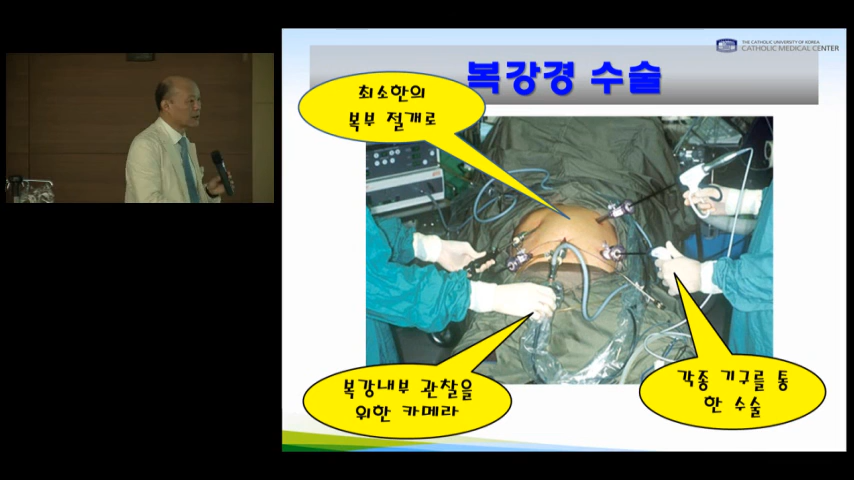 THE CATHOLIC UNIVERSITY OF KOREA
CATHOLIC MEDICAL CENTER
복강경 수술
최소한의
복부 절개로
복강내부 관찰을
위한 카메라
각종 기구를 통
한 수술